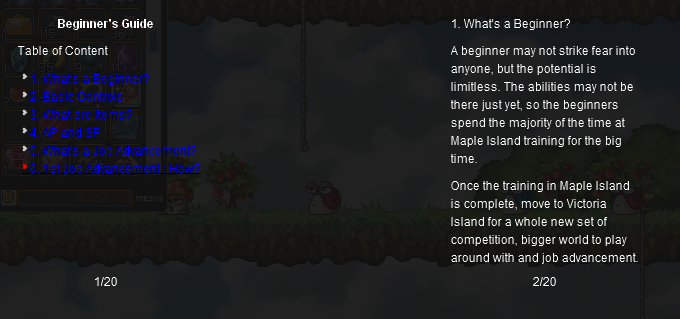 Beginner's Guide
Table of Content
1. What's a Beginner?
2. Basic Controls
3. What are Items?
4. AP and SP
5. What's a Job Advancement?
6. 1st Job Advancement : How?
mesos
1/20
1. What's a Beginner?
A beginner may not strike fear into
anyone, but the potential is
limitless. The abilities may not be
there just yet, so the beginners
spend the majority of the time at
Maple Island training for the big
time.
Once the training in Maple Island
is complete, move to Victoria
Island for a whole new set of
competition, bigger world to play
around with and job advancement.
2/20